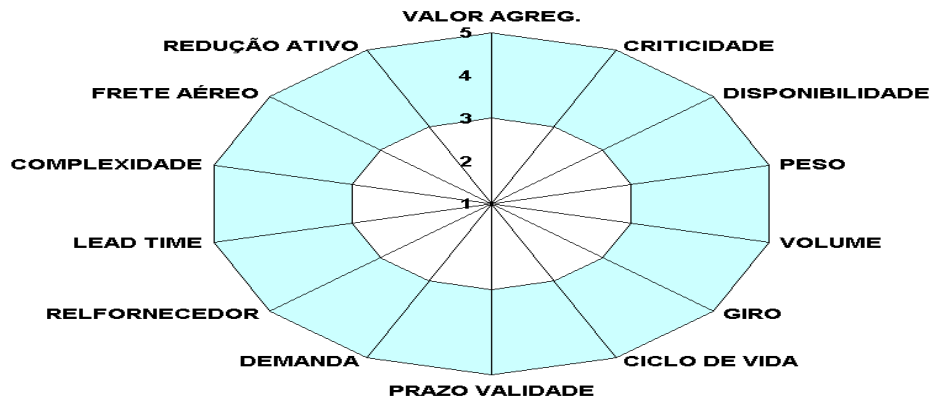 VALOR AGREG.
5
REDUÇÃO ATIVO
CRITICIDADE
4
FRETE AÉREO
DISPONIBILIDADE
3
COMPLEXIDADE
2
PESO
1
LEAD TIME
VOLUME
RELFORNECEDOR
GIRO
DEMANDA
CICLO DE VIDA
PRAZO VALIDADE